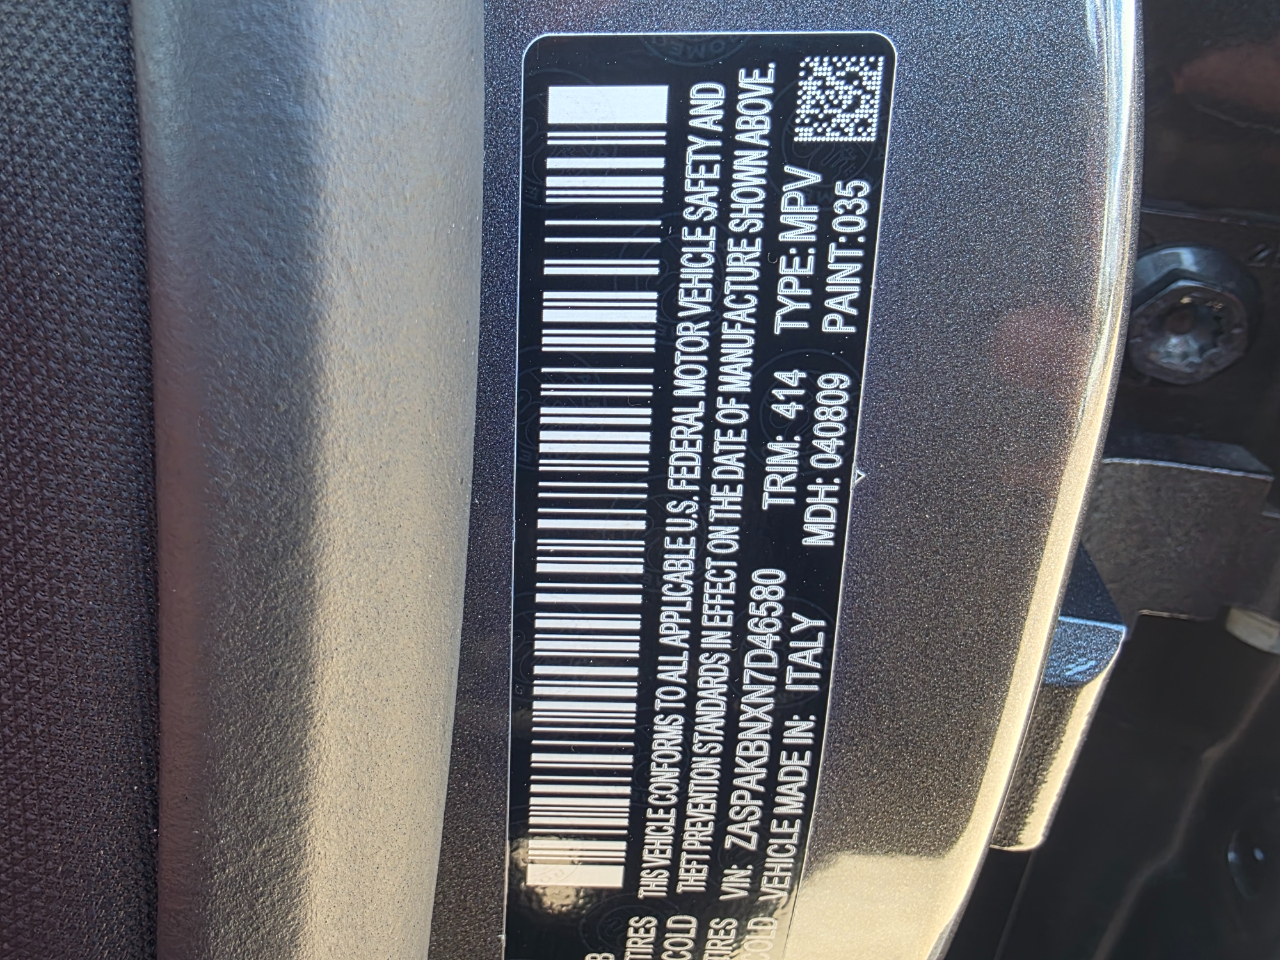 THIS VEHICLE CONFORMS TO ALL APPLICABLE U.S. FEDERAL MOTOR VEHICLE SAFETY AND
THEFT PREVENTION STANDARDS IN EFFECT ON THE DATE OF MANUFACTURE SHOWN ABOVE.
VIN: ZASPAKBNXN7D46580 TRIM: 414 TYPE: MPV
VEHICLE MADE IN: ITALY MDH: 040809 PAINT: 035
B
TIRES
COLD
TIRES
COLD